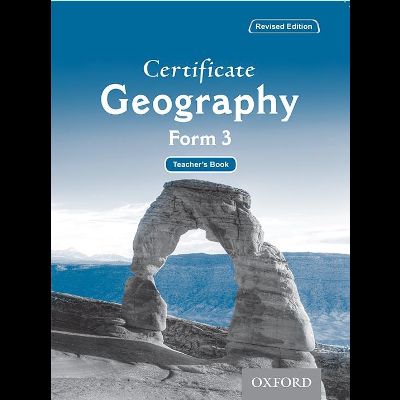 Revised Edition
Certificate
Geography
Form 3
Teacher's Book
OXFORD